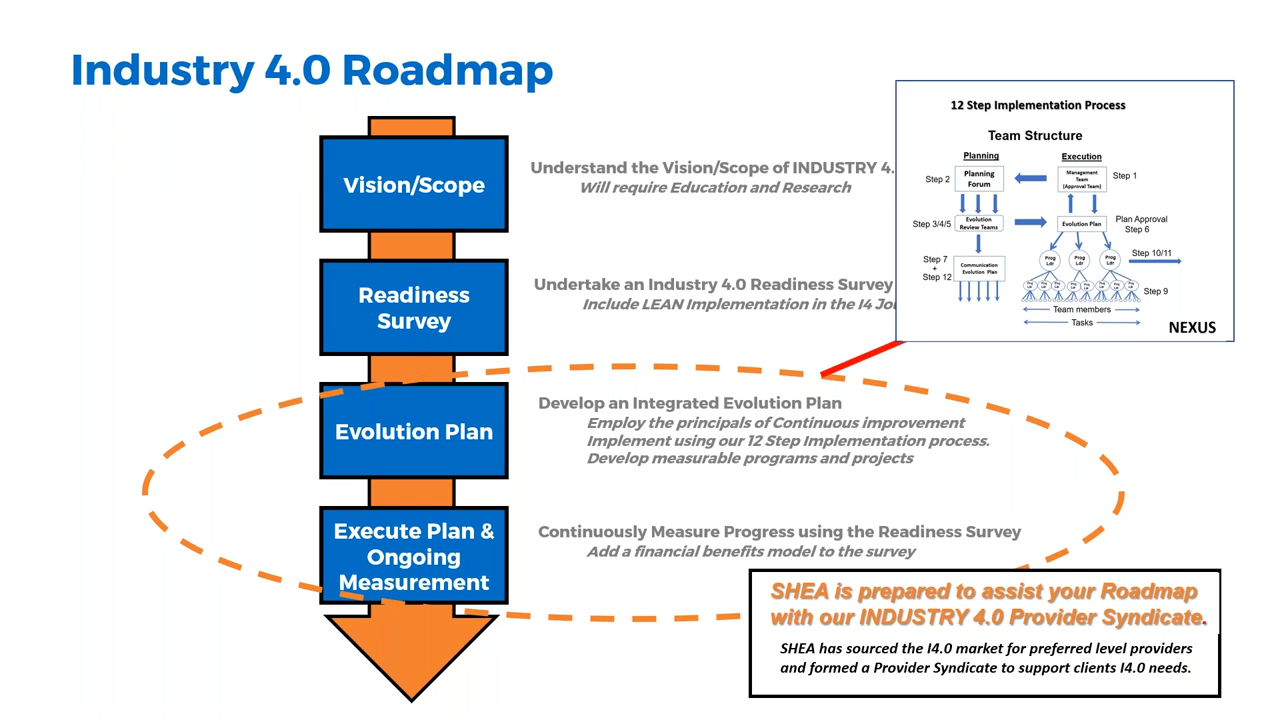 Industry 4.0 Roadmap
Vision/Scope
Understand the Vision/Scope of INDUSTRY 4.
Will require Education and Research
Readiness
Survey
Undertake an Industry 4.0 Readiness Survey
Include LEAN Implementation in the I4 Jou
Evolution Plan
Develop an Integrated Evolution Plan
Employ the principals of Continuous improvement
Implement using our 12 Step Implementation process.
Develop measurable programs and projects
Execute Plan &
Ongoing
Measurement
Continuously Measure Progress using the Readiness Survey
Add a financial benefits model to the survey
12 Step Implementation Process
Team Structure
Planning
Execution
Step 2
Planning
Forum
Management
Team
(Approval Team)
Step 1
Step 3/4/5
Evolution
Review Teams
Evolution Plan
Plan Approval
Step 6
Step 7
+
Step 12
Communication
Evolution Plan
Prog
Ldr
Prog
Ldr
Prog
Ldr
Step 10/11
Step 9
Team members
Tasks
NEXUS
SHEA is prepared to assist your Roadmap
with our INDUSTRY 4.0 Provider Syndicate.
SHEA has sourced the I4.0 market for preferred level providers
and formed a Provider Syndicate to support clients I4.0 needs.